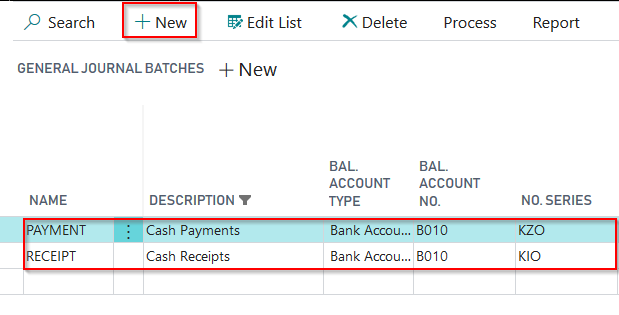 Search + New Edit List Delete Process Report
GENERAL JOURNAL BATCHES + New
BAL. BAL.
ACCOUNT ACCOUNT
NAME DESCRIPTION TYPE NO. NO. SERIES
PAYMENT Cash Payments Bank Accou... B010 KZO
RECEIPT Cash Receipts Bank Accou... B010 KIO